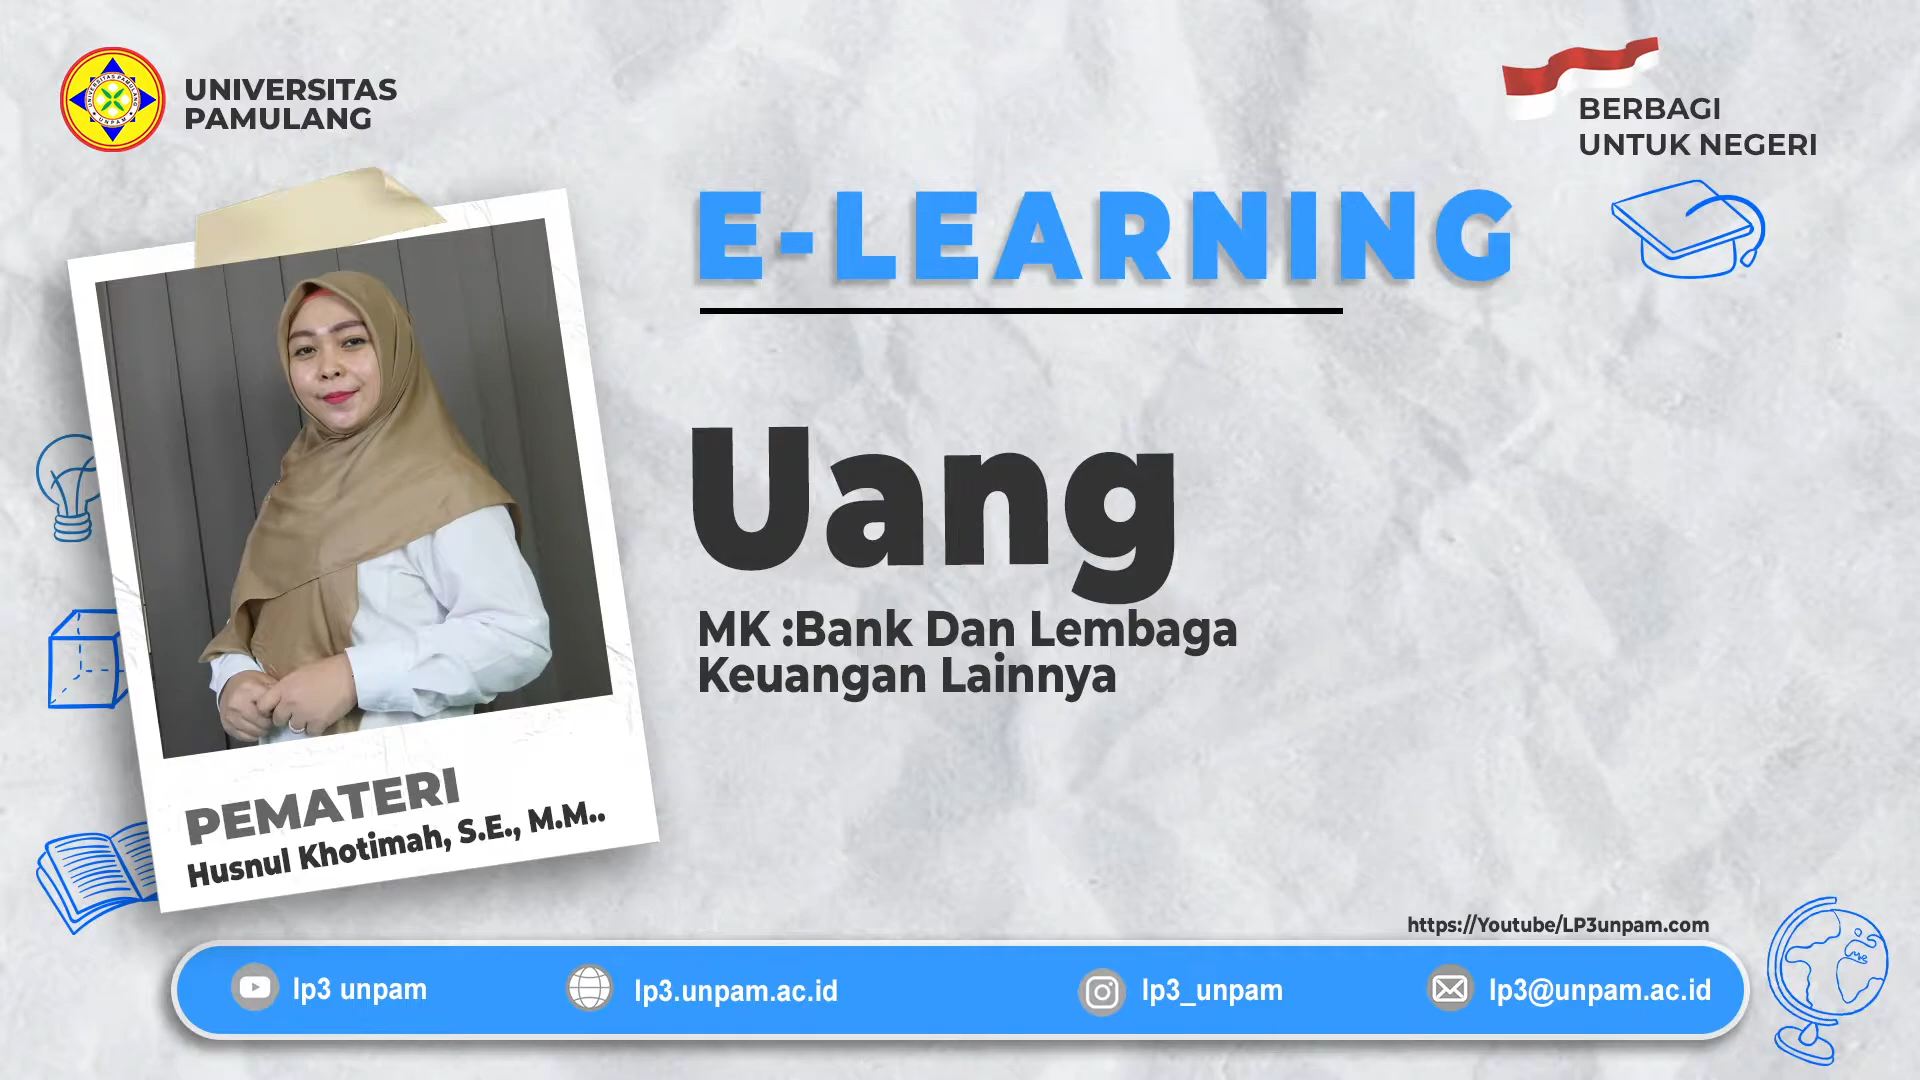 UNIVERSITAS
PAMULANG
BERBAGI
UNTUK NEGERI
E-LEARNING
Uang
MK :Bank Dan Lembaga
Keuangan Lainnya
PEMATERI
Husnul Khotimah, S.E., M.M..
https://Youtube/LP3unpam.com
lp3 unpam
lp3.unpam.ac.id
lp3_unpam
lp3@unpam.ac.id